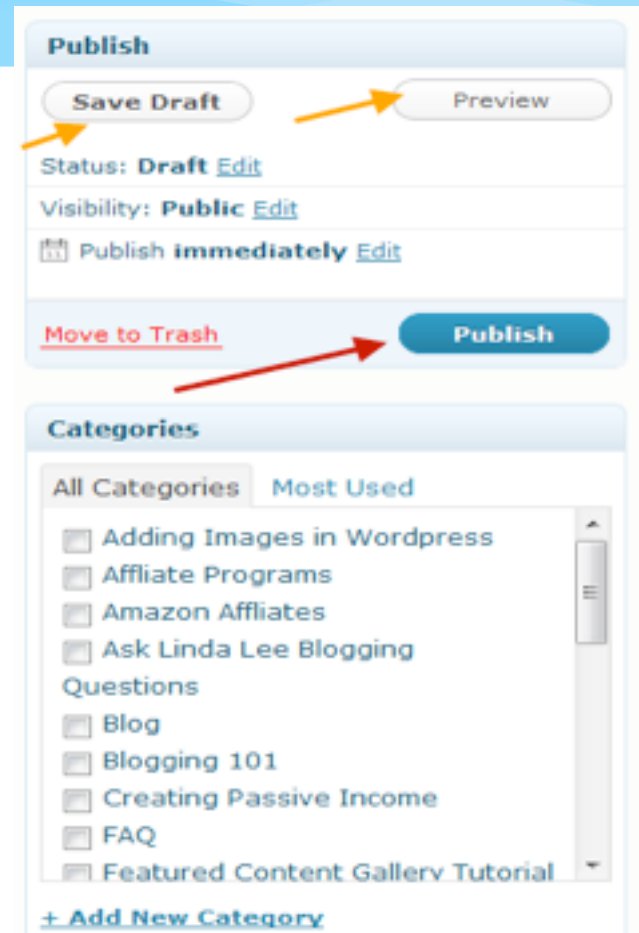 Publish
Save Draft Preview
Status: Draft Edit
Visibility: Public Edit
Publish immediately Edit
Move to Trash Publish
Categories
All Categories Most Used
Adding Images in Wordpress
Affliate Programs
Amazon Affliates
Ask Linda Lee Blogging
Questions
Blog
Blogging 101
Creating Passive Income
FAQ
Featured Content Gallery Tutorial
+ Add New Category